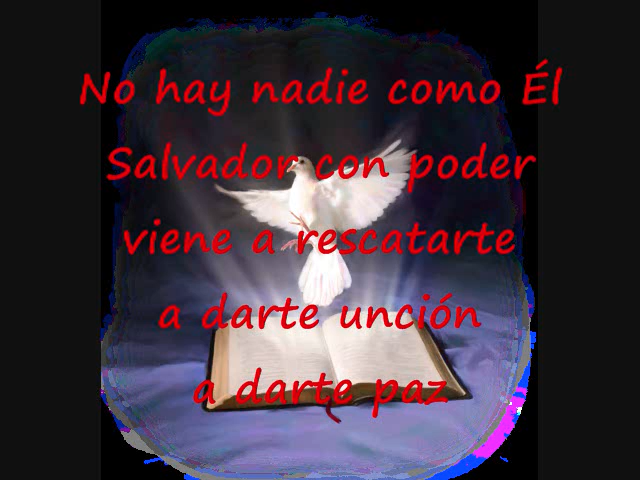 No hay nadie como Él
Salvador con poder
viene a rescatarte
a darte unción
a darte paz